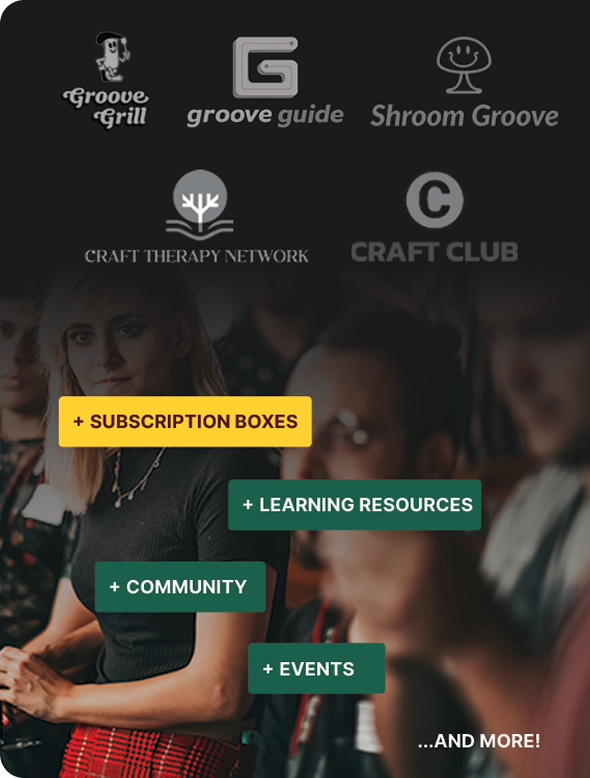 Groove
Grill
groove guide
Shroom Groove
CRAFT THERAPY NETWORK
C
CRAFT CLUB
+ SUBSCRIPTION BOXES
+ LEARNING RESOURCES
+ COMMUNITY
+ EVENTS
...AND MORE!